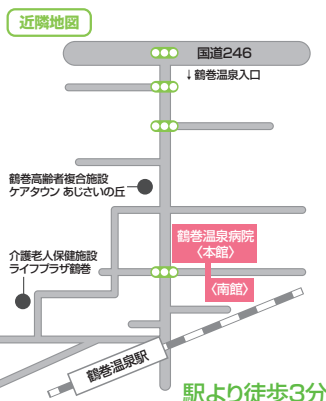 近隣地図
国道246
↓鶴巻温泉入口
鶴巻高齢者複合施設
ケアタウン あじさいの丘
鶴巻温泉病院
〈本館〉
介護老人保健施設
ライフプラザ鶴巻
〈南館〉
鶴巻温泉駅
駅より徒歩3分